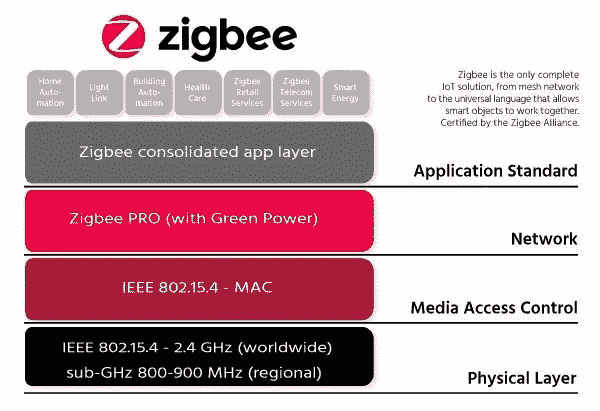 zigbee
Home
Auto-
mation
Light
Link
Building
Auto-
mation
Health
Care
Zigbee
Retail
Services
Zigbee
Telecom
Services
Smart
Energy
Zigbee is the only complete
IoT solution, from mesh network
to the universal language that allows
smart objects to work together.
Certified by the Zigbee Alliance.
Zigbee consolidated app layer
Application Standard
Zigbee PRO (with Green Power)
Network
IEEE 802.15.4 - MAC
Media Access Control
IEEE 802.15.4 - 2.4 GHz (worldwide)
sub-GHz 800-900 MHz (regional)
Physical Layer